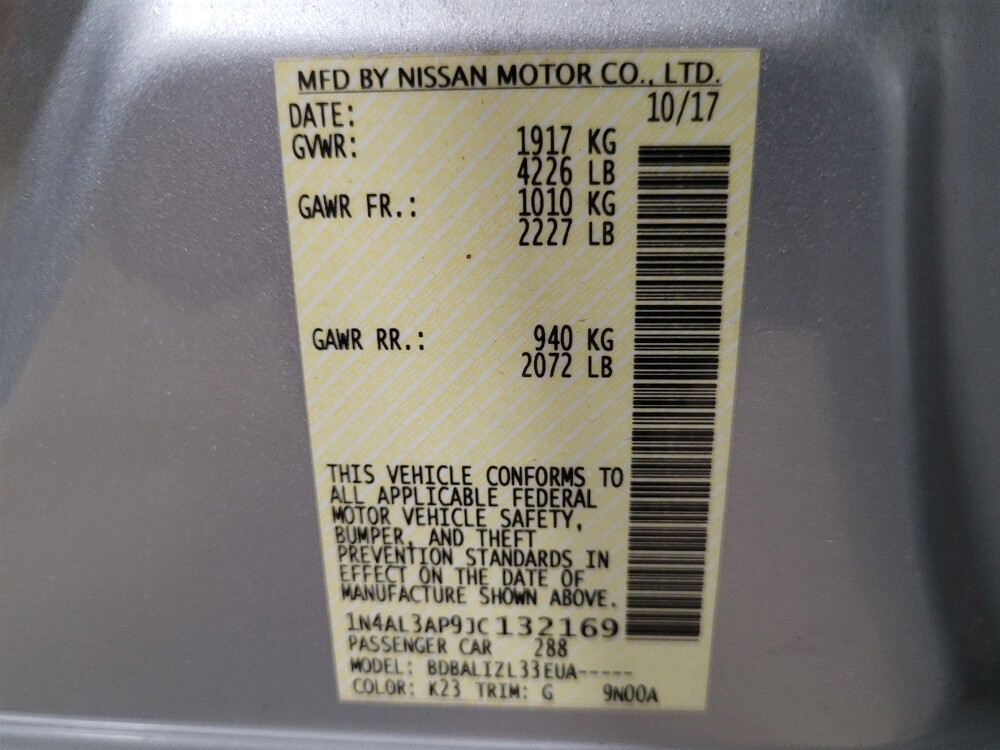 MFD BY NISSAN MOTOR CO., LTD.
DATE: 10/17
GVWR: 1917 KG
4226 LB
GAWR FR.: 1010 KG
2227 LB
GAWR RR.: 940 KG
2072 LB
THIS VEHICLE CONFORMS TO
ALL APPLICABLE FEDERAL
MOTOR VEHICLE SAFETY,
BUMPER, AND THEFT
PREVENTION STANDARDS IN
EFFECT ON THE DATE OF
MANUFACTURE SHOWN ABOVE.
1N4AL3AP9JC132169
PASSENGER CAR 288
MODEL: BDBALIZL33EUA-----
COLOR: K23 TRIM: G 9N00A